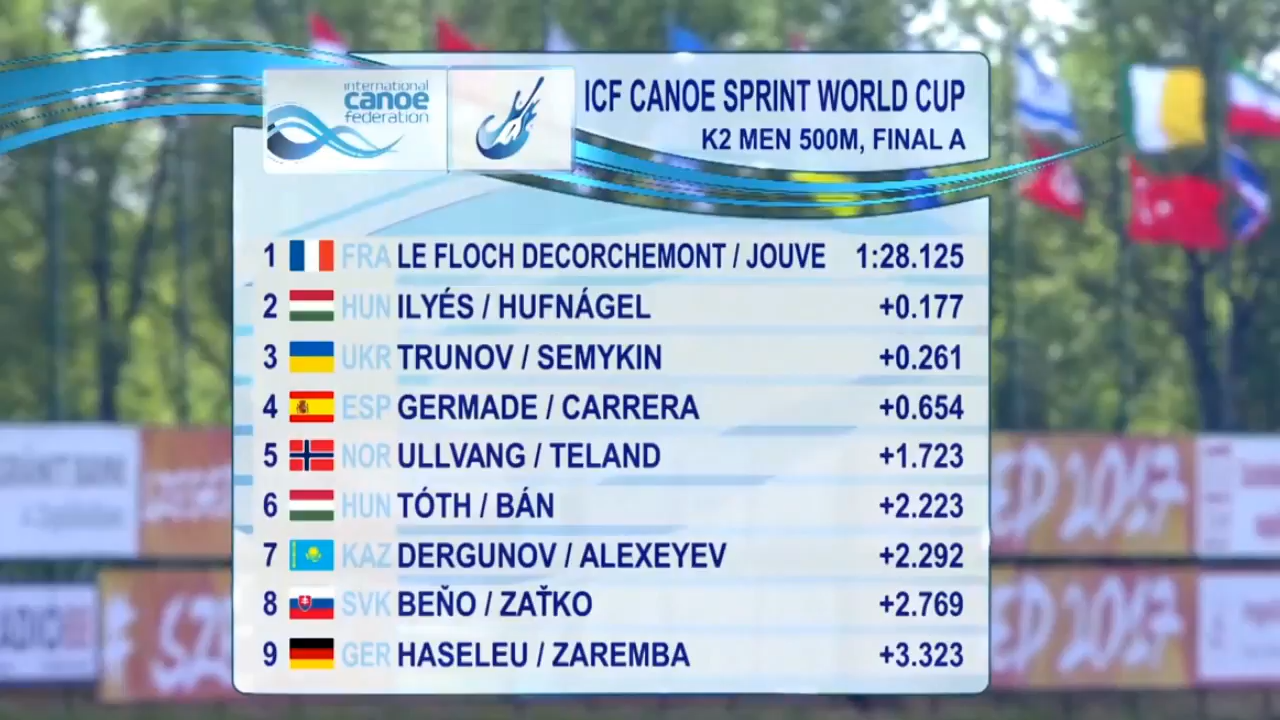 international
canoe
federation
ICF CANOE SPRINT WORLD CUP
K2 MEN 500M, FINAL A
1 FRA LE FLOCH DECORCHEMONT / JOUVE 1:28.125
2 HUN ILYÉS / HUFNÁGEL +0.177
3 UKR TRUNOV / SEMYKIN +0.261
4 ESP GERMADE / CARRERA +0.654
5 NOR ULLVANG / TELAND +1.723
6 HUN TÓTH / BÁN +2.223
7 KAZ DERGUNOV / ALEXEYEV +2.292
8 SVK BEŇO / ZAŤKO +2.769
9 GER HASELEU / ZAREMBA +3.323
2017
2017